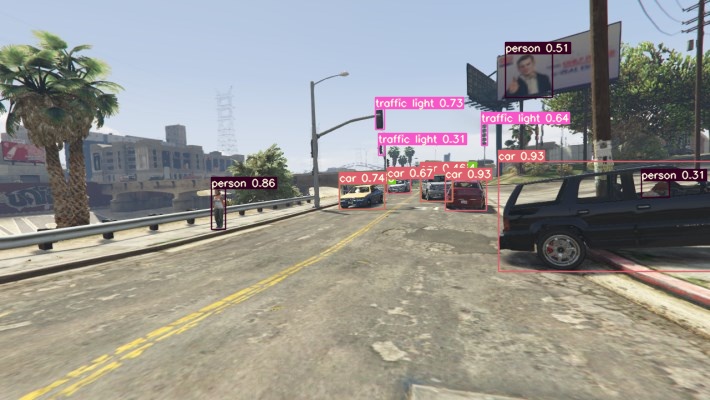 person 0.51
traffic light 0.73
traffic light 0.64
traffic light 0.31
car 0.93
car 0.74
car 0.67
car 0.93
person 0.31
person 0.86